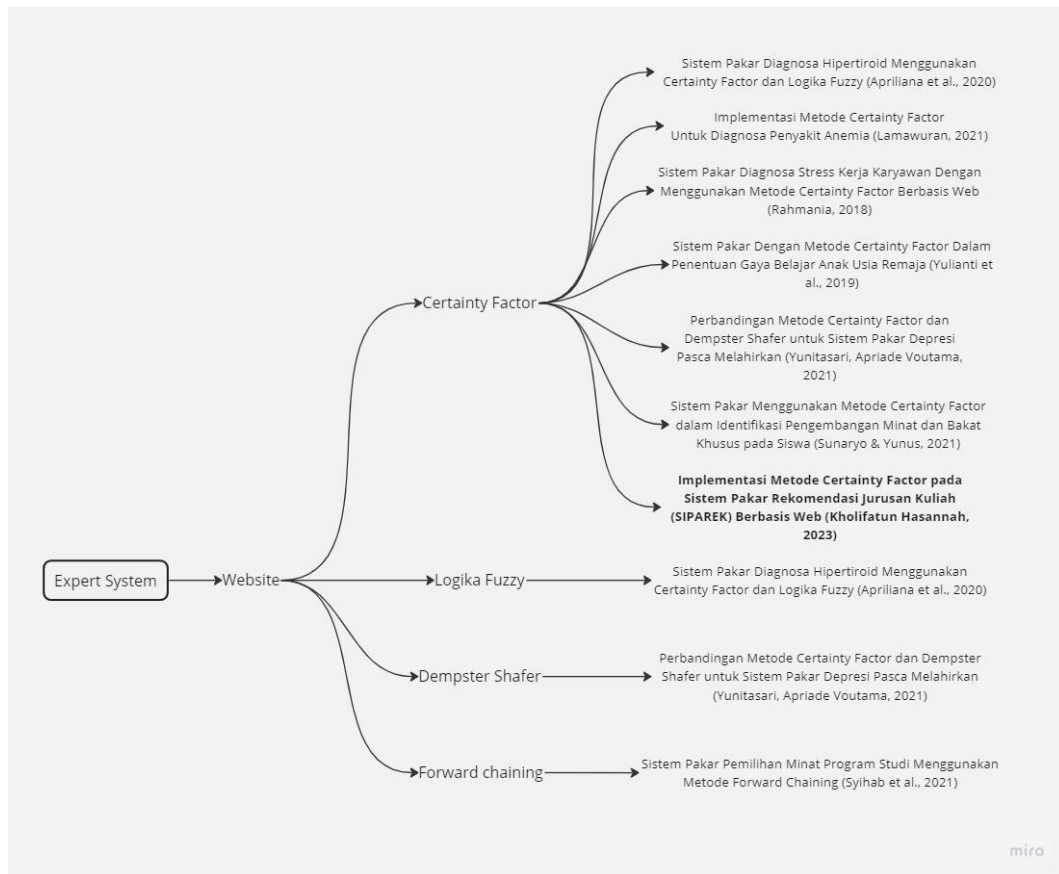 Sistem Pakar Diagnosa Hipertiroid Menggunakan
Certainty Factor dan Logika Fuzzy (Apriliana et al., 2020)
Implementasi Metode Certainty Factor
Untuk Diagnosa Penyakit Anemia (Lamawuran, 2021)
Sistem Pakar Diagnosa Stress Kerja Karyawan Dengan
Menggunakan Metode Certainty Factor Berbasis Web
(Rahmania, 2018)
Sistem Pakar Dengan Metode Certainty Factor Dalam
Penentuan Gaya Belajar Anak Usia Remaja (Yulianti et
al., 2019)
Certainty Factor
Perbandingan Metode Certainty Factor dan
Dempster Shafer untuk Sistem Pakar Depresi
Pasca Melahirkan (Yunitasari, Apriade Voutama,
2021)
Sistem Pakar Menggunakan Metode Certainty Factor
dalam Identifikasi Pengembangan Minat dan Bakat
Khusus pada Siswa (Sunaryo & Yunus, 2021)
Implementasi Metode Certainty Factor pada
Sistem Pakar Rekomendasi Jurusan Kuliah
(SIPAREK) Berbasis Web (Kholifatun Hasannah,
2023)
Expert System
Website
Logika Fuzzy
Sistem Pakar Diagnosa Hipertiroid Menggunakan
Certainty Factor dan Logika Fuzzy (Apriliana et al., 2020)
Dempster Shafer
Perbandingan Metode Certainty Factor dan Dempster
Shafer untuk Sistem Pakar Depresi Pasca Melahirkan
(Yunitasari, Apriade Voutama, 2021)
Forward chaining
Sistem Pakar Pemilihan Minat Program Studi Menggunakan
Metode Forward Chaining (Syihab et al., 2021)
miro